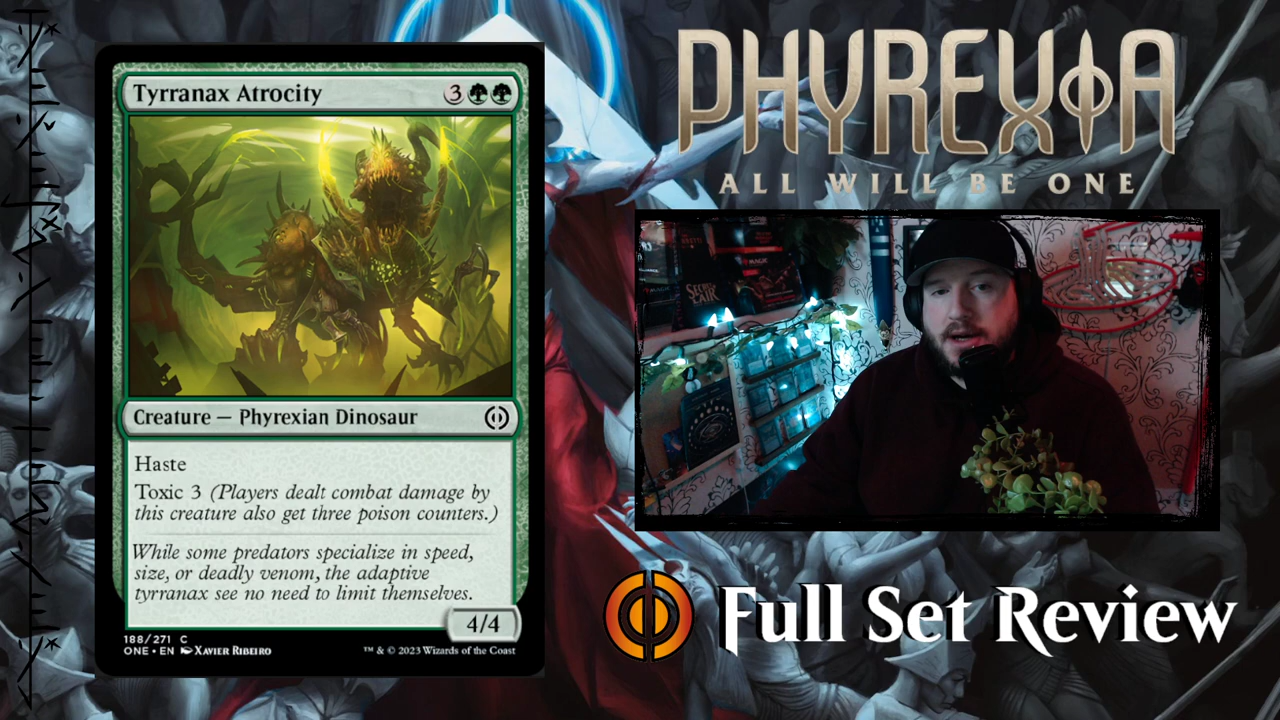 Tyrranax Atrocity
3
Creature — Phyrexian Dinosaur
Haste
Toxic 3 (Players dealt combat damage by
this creature also get three poison counters.)
While some predators specialize in speed,
size, or deadly venom, the adaptive
tyrranax see no need to limit themselves.
4/4
188/271 C
ONE • EN Xavier Ribeiro
™ & © 2023 Wizards of the Coast
PHYREXIA
ALL WILL BE ONE
SECRET
LAIR
MAGIC
Full Set Review